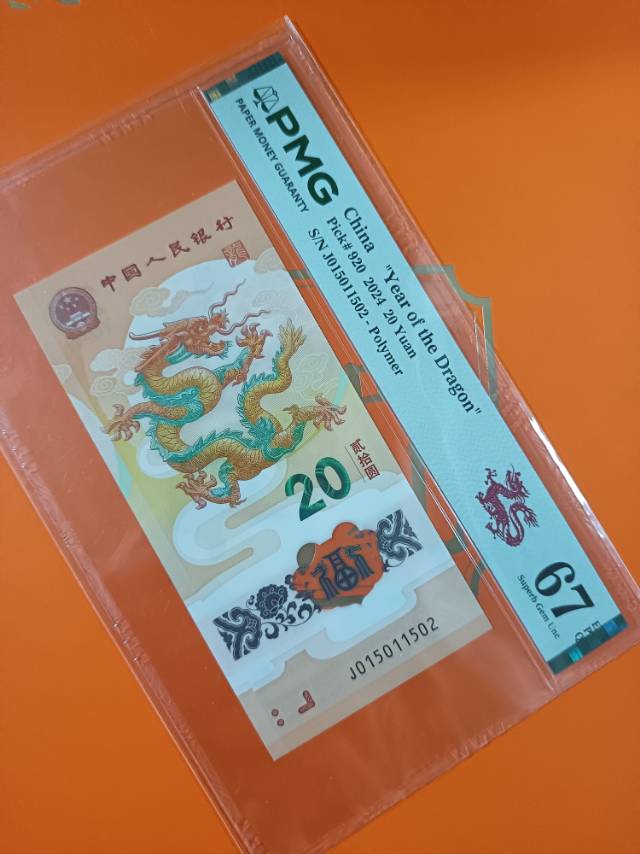 PMG
PAPER MONEY GUARANTY
China "Year of the Dragon"
Pick# 920 2024 20 Yuan
S/N J015011502 - Polymer
67
EPQ
Superb Gem Unc
中国人民银行
20
贰拾圆
J015011502